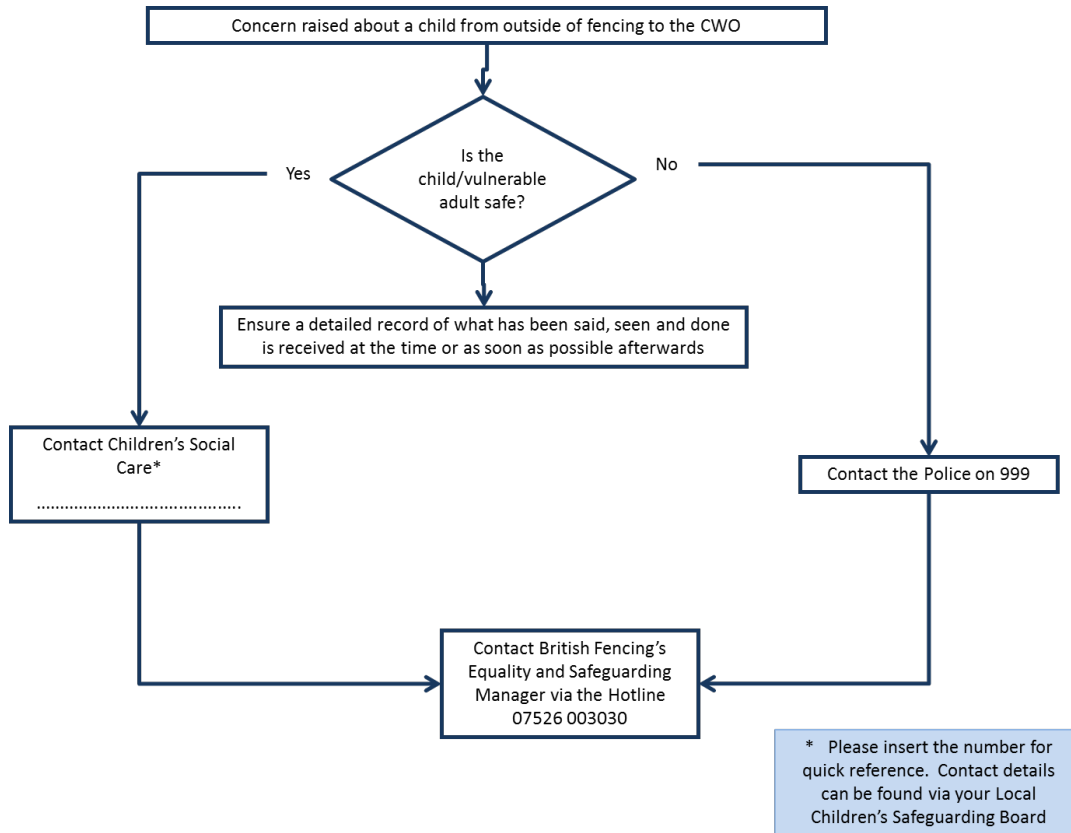 Concern raised about a child from outside of fencing to the CWO
Is the
child/vulnerable
adult safe?
Yes
No
Ensure a detailed record of what has been said, seen and done
is received at the time or as soon as possible afterwards
Contact Children’s Social
Care*
............................................
Contact the Police on 999
Contact British Fencing’s
Equality and Safeguarding
Manager via the Hotline
07526 003030
* Please insert the number for
quick reference. Contact details
can be found via your Local
Children’s Safeguarding Board